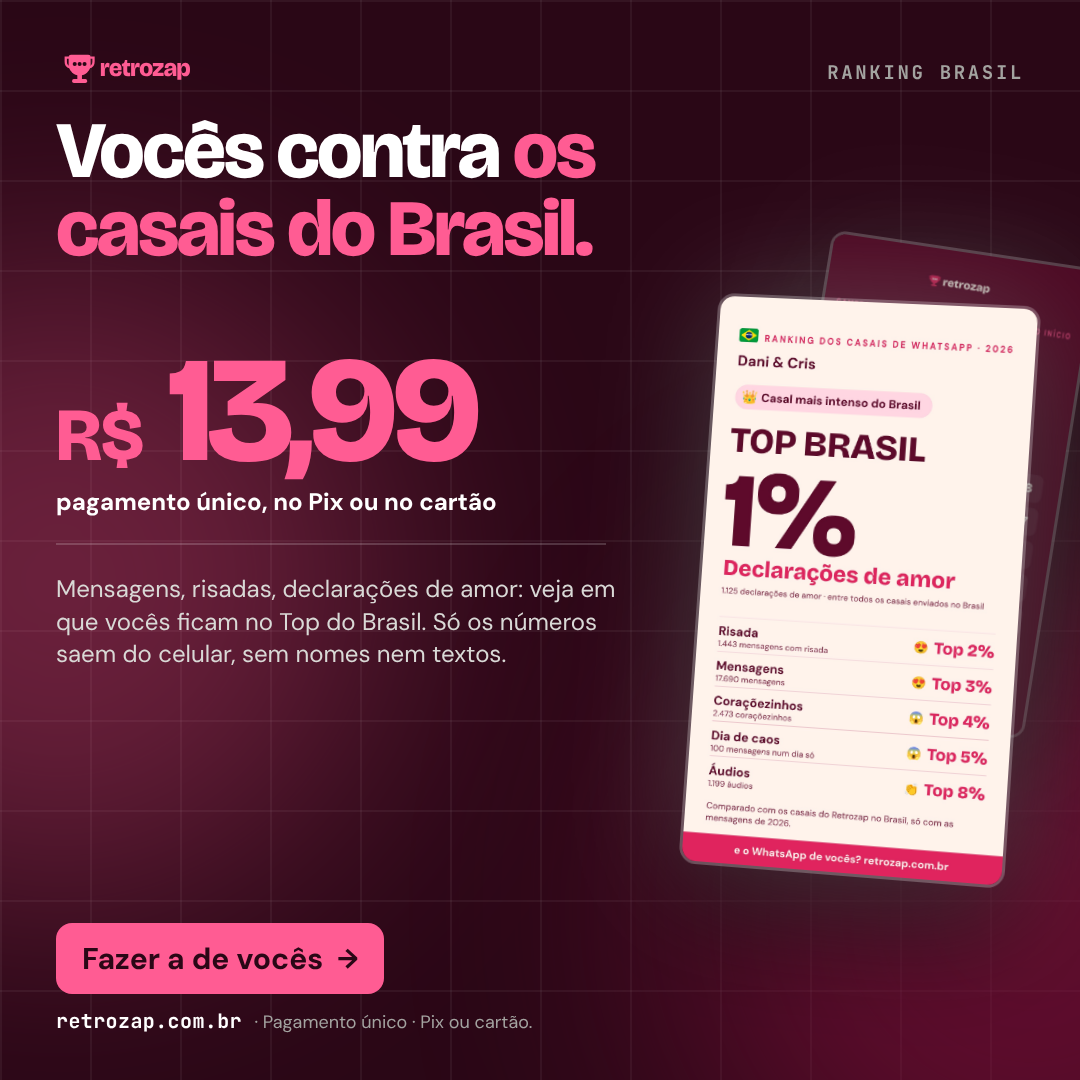 retrozap
RANKING BRASIL
Vocês contra os
casais do Brasil.
R$ 13,99
pagamento único, no Pix ou no cartão
Mensagens, risadas, declarações de amor: veja em
que vocês ficam no Top do Brasil. Só os números
saem do celular, sem nomes nem textos.
retrozap
INÍCIO
RANKING DOS CASAIS DE WHATSAPP · 2026
Dani & Cris
Casal mais intenso do Brasil
TOP BRASIL
1%
Declarações de amor
1.125 declarações de amor · entre todos os casais enviados no Brasil
Risada
1.443 mensagens com risada
Top 2%
Mensagens
17.690 mensagens
Top 3%
Coraçõezinhos
2.473 coraçõezinhos
Top 4%
Dia de caos
100 mensagens num dia só
Top 5%
Áudios
1.199 áudios
Top 8%
Comparado com os casais do Retrozap no Brasil, só com as
mensagens de 2026.
e o WhatsApp de vocês? retrozap.com.br
Fazer a de vocês →
retrozap.com.br · Pagamento único · Pix ou cartão.